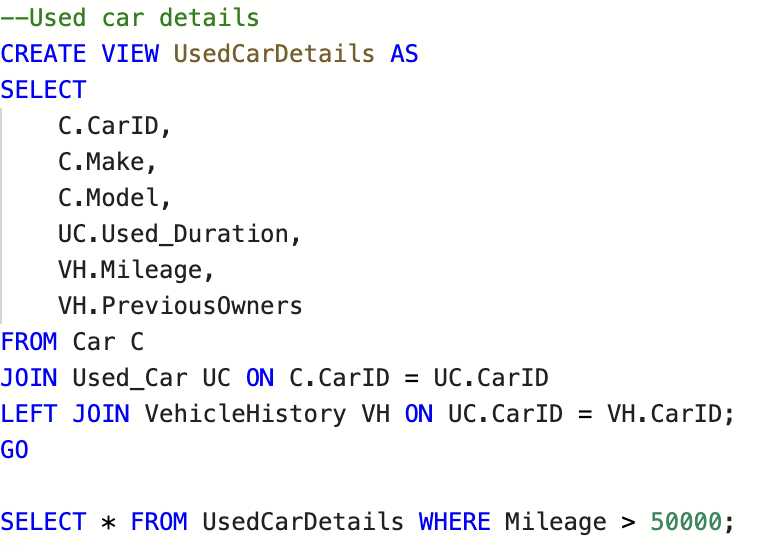 --Used car details
CREATE VIEW UsedCarDetails AS
SELECT
    C.CarID,
    C.Make,
    C.Model,
    UC.Used_Duration,
    VH.Mileage,
    VH.PreviousOwners
FROM Car C
JOIN Used_Car UC ON C.CarID = UC.CarID
LEFT JOIN VehicleHistory VH ON UC.CarID = VH.CarID;
GO

SELECT * FROM UsedCarDetails WHERE Mileage > 50000;